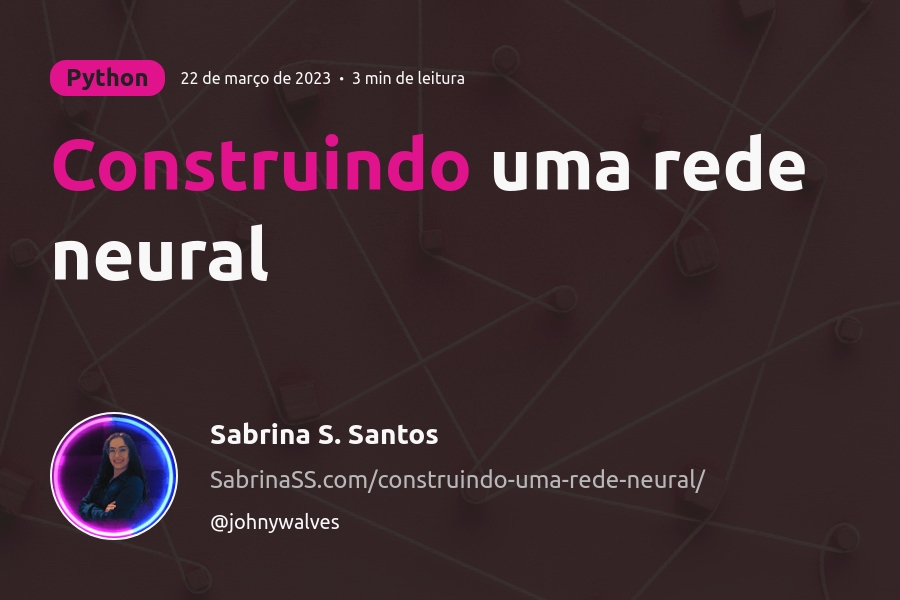 Python 22 de março de 2023 • 3 min de leitura
Construindo uma rede
neural
Sabrina S. Santos
SabrinaSS.com/construindo-uma-rede-neural/
@johnywalves